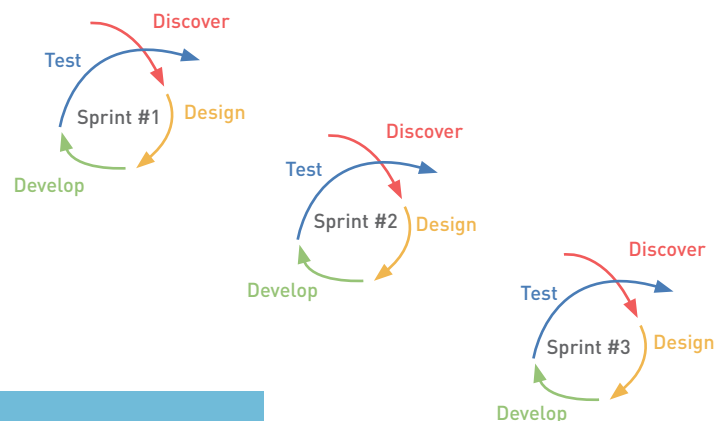 Discover
Test
Sprint #1
Design
Develop
Discover
Test
Sprint #2
Design
Develop
Discover
Test
Sprint #3
Design
Develop